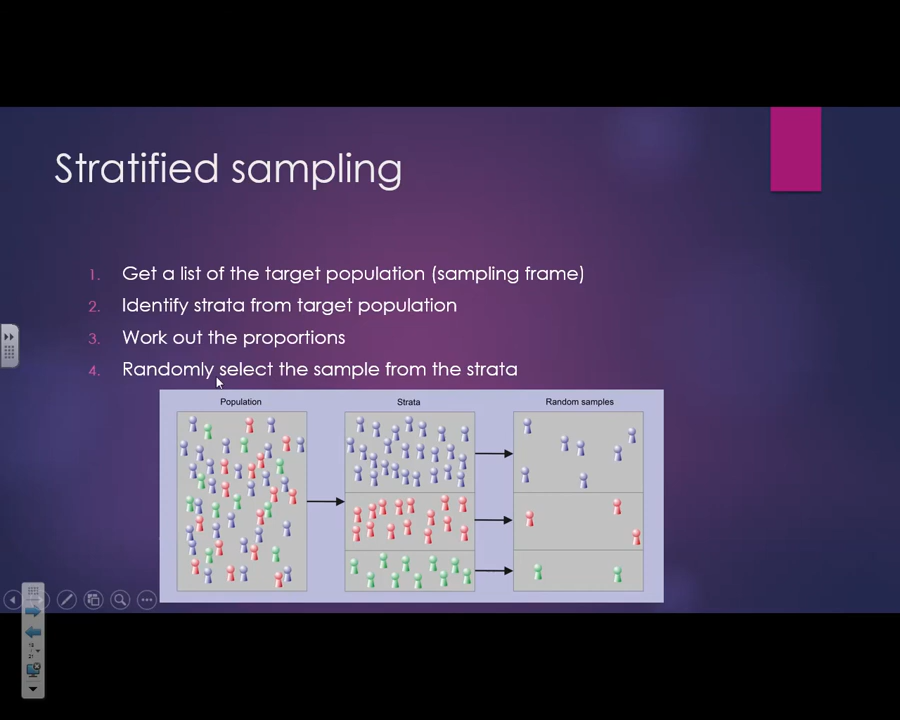 Stratified sampling
1. Get a list of the target population (sampling frame)
2. Identify strata from target population
3. Work out the proportions
4. Randomly select the sample from the strata
Population
Strata
Random samples